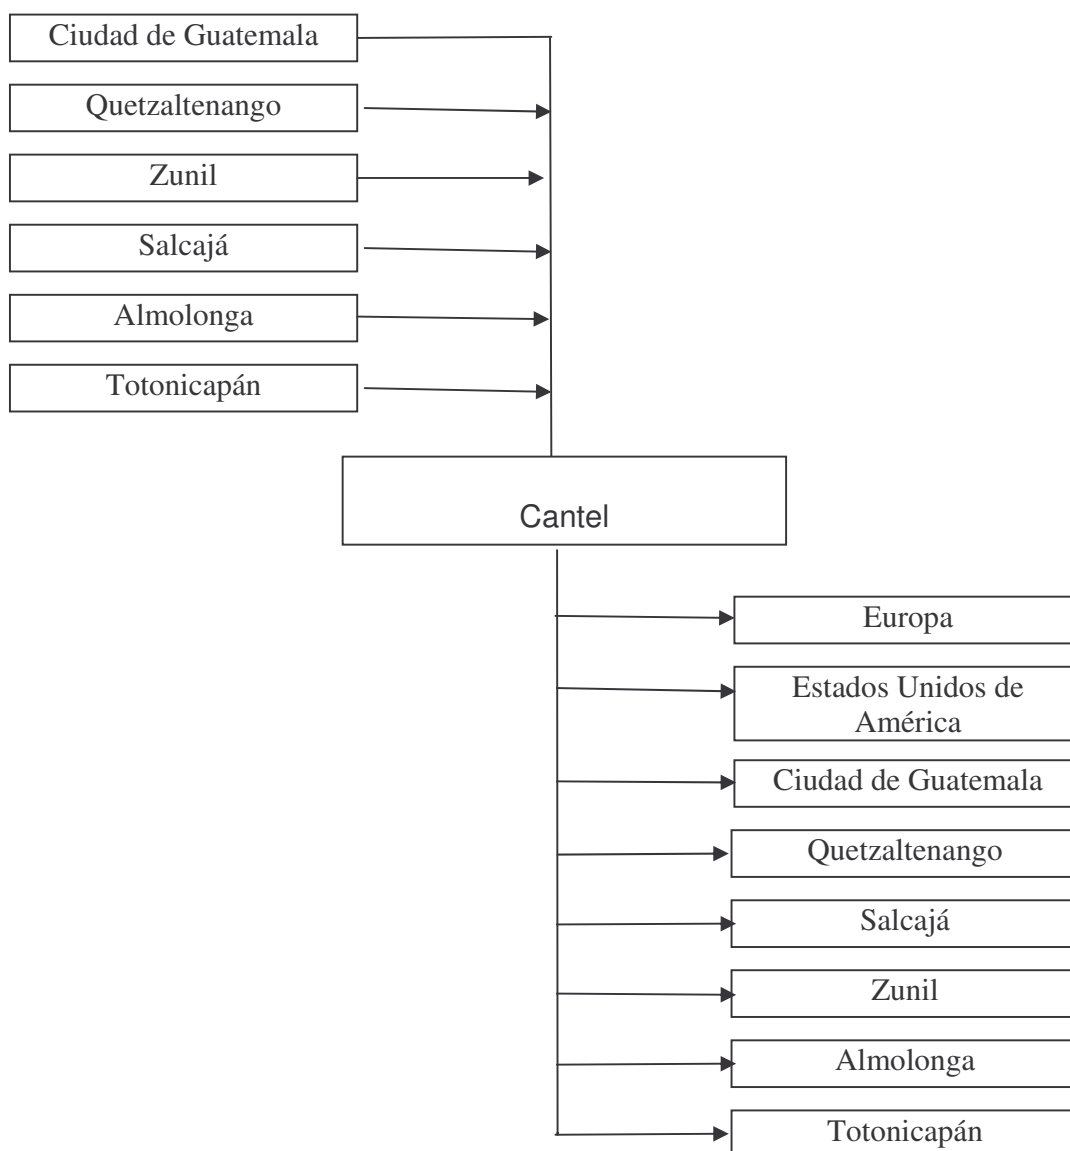 Ciudad de Guatemala
Quetzaltenango
Zunil
Salcajá
Almolonga
Totonicapán
Cantel
Europa
Estados Unidos de
América
Ciudad de Guatemala
Quetzaltenango
Salcajá
Zunil
Almolonga
Totonicapán